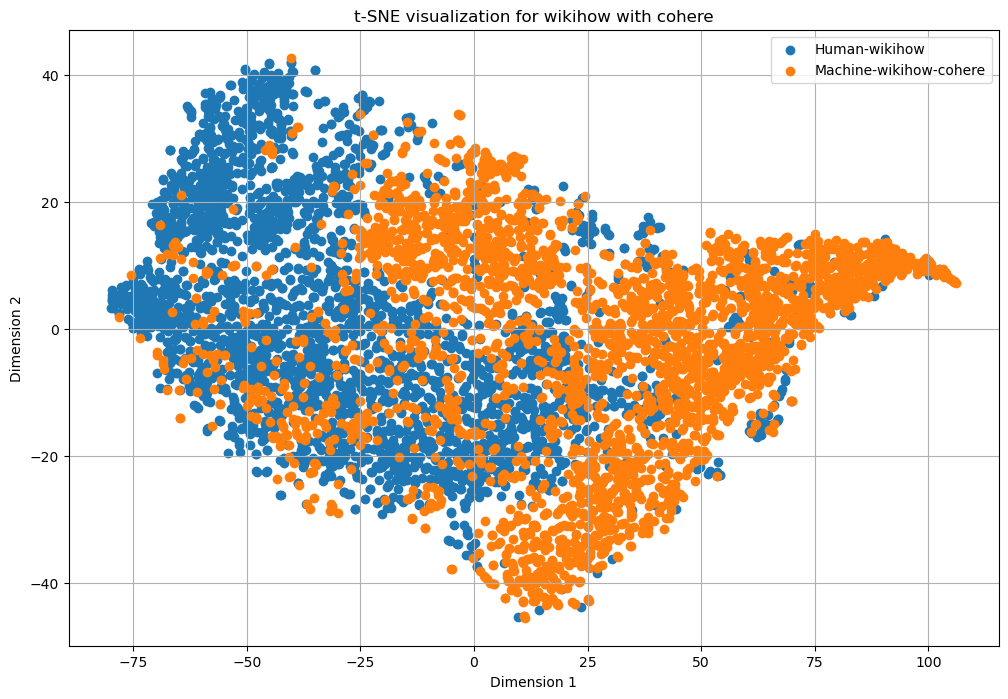 t-SNE visualization for wikihow with cohere
Human-wikihow
Machine-wikihow-cohere
Dimension 2
40
20
0
−20
−40
−75
−50
−25
0
25
50
75
100
Dimension 1